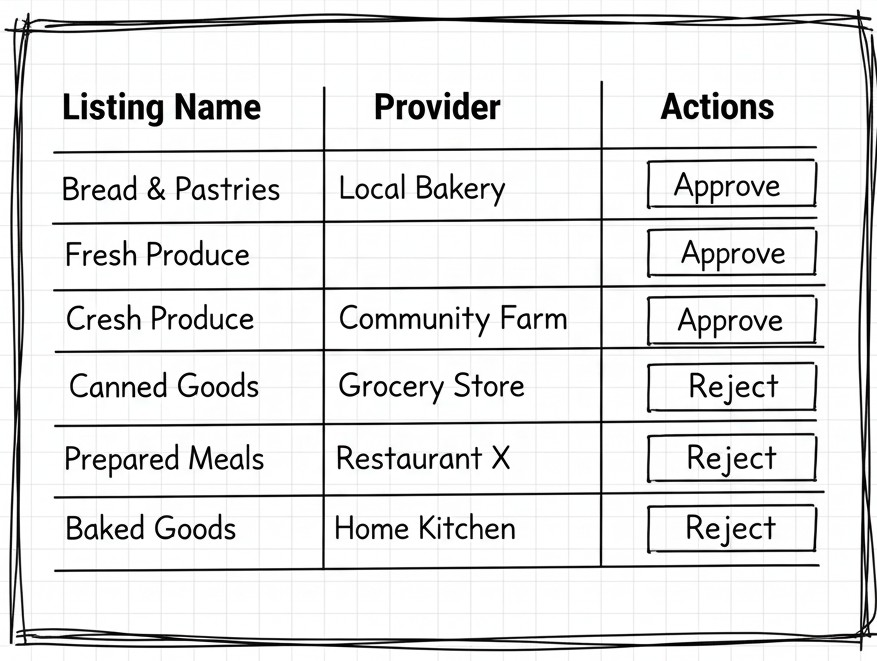 Listing Name Provider Actions
Bread & Pastries Local Bakery Approve
Fresh Produce Approve
Cresh Produce Community Farm Approve
Canned Goods Grocery Store Reject
Prepared Meals Restaurant X Reject
Baked Goods Home Kitchen Reject